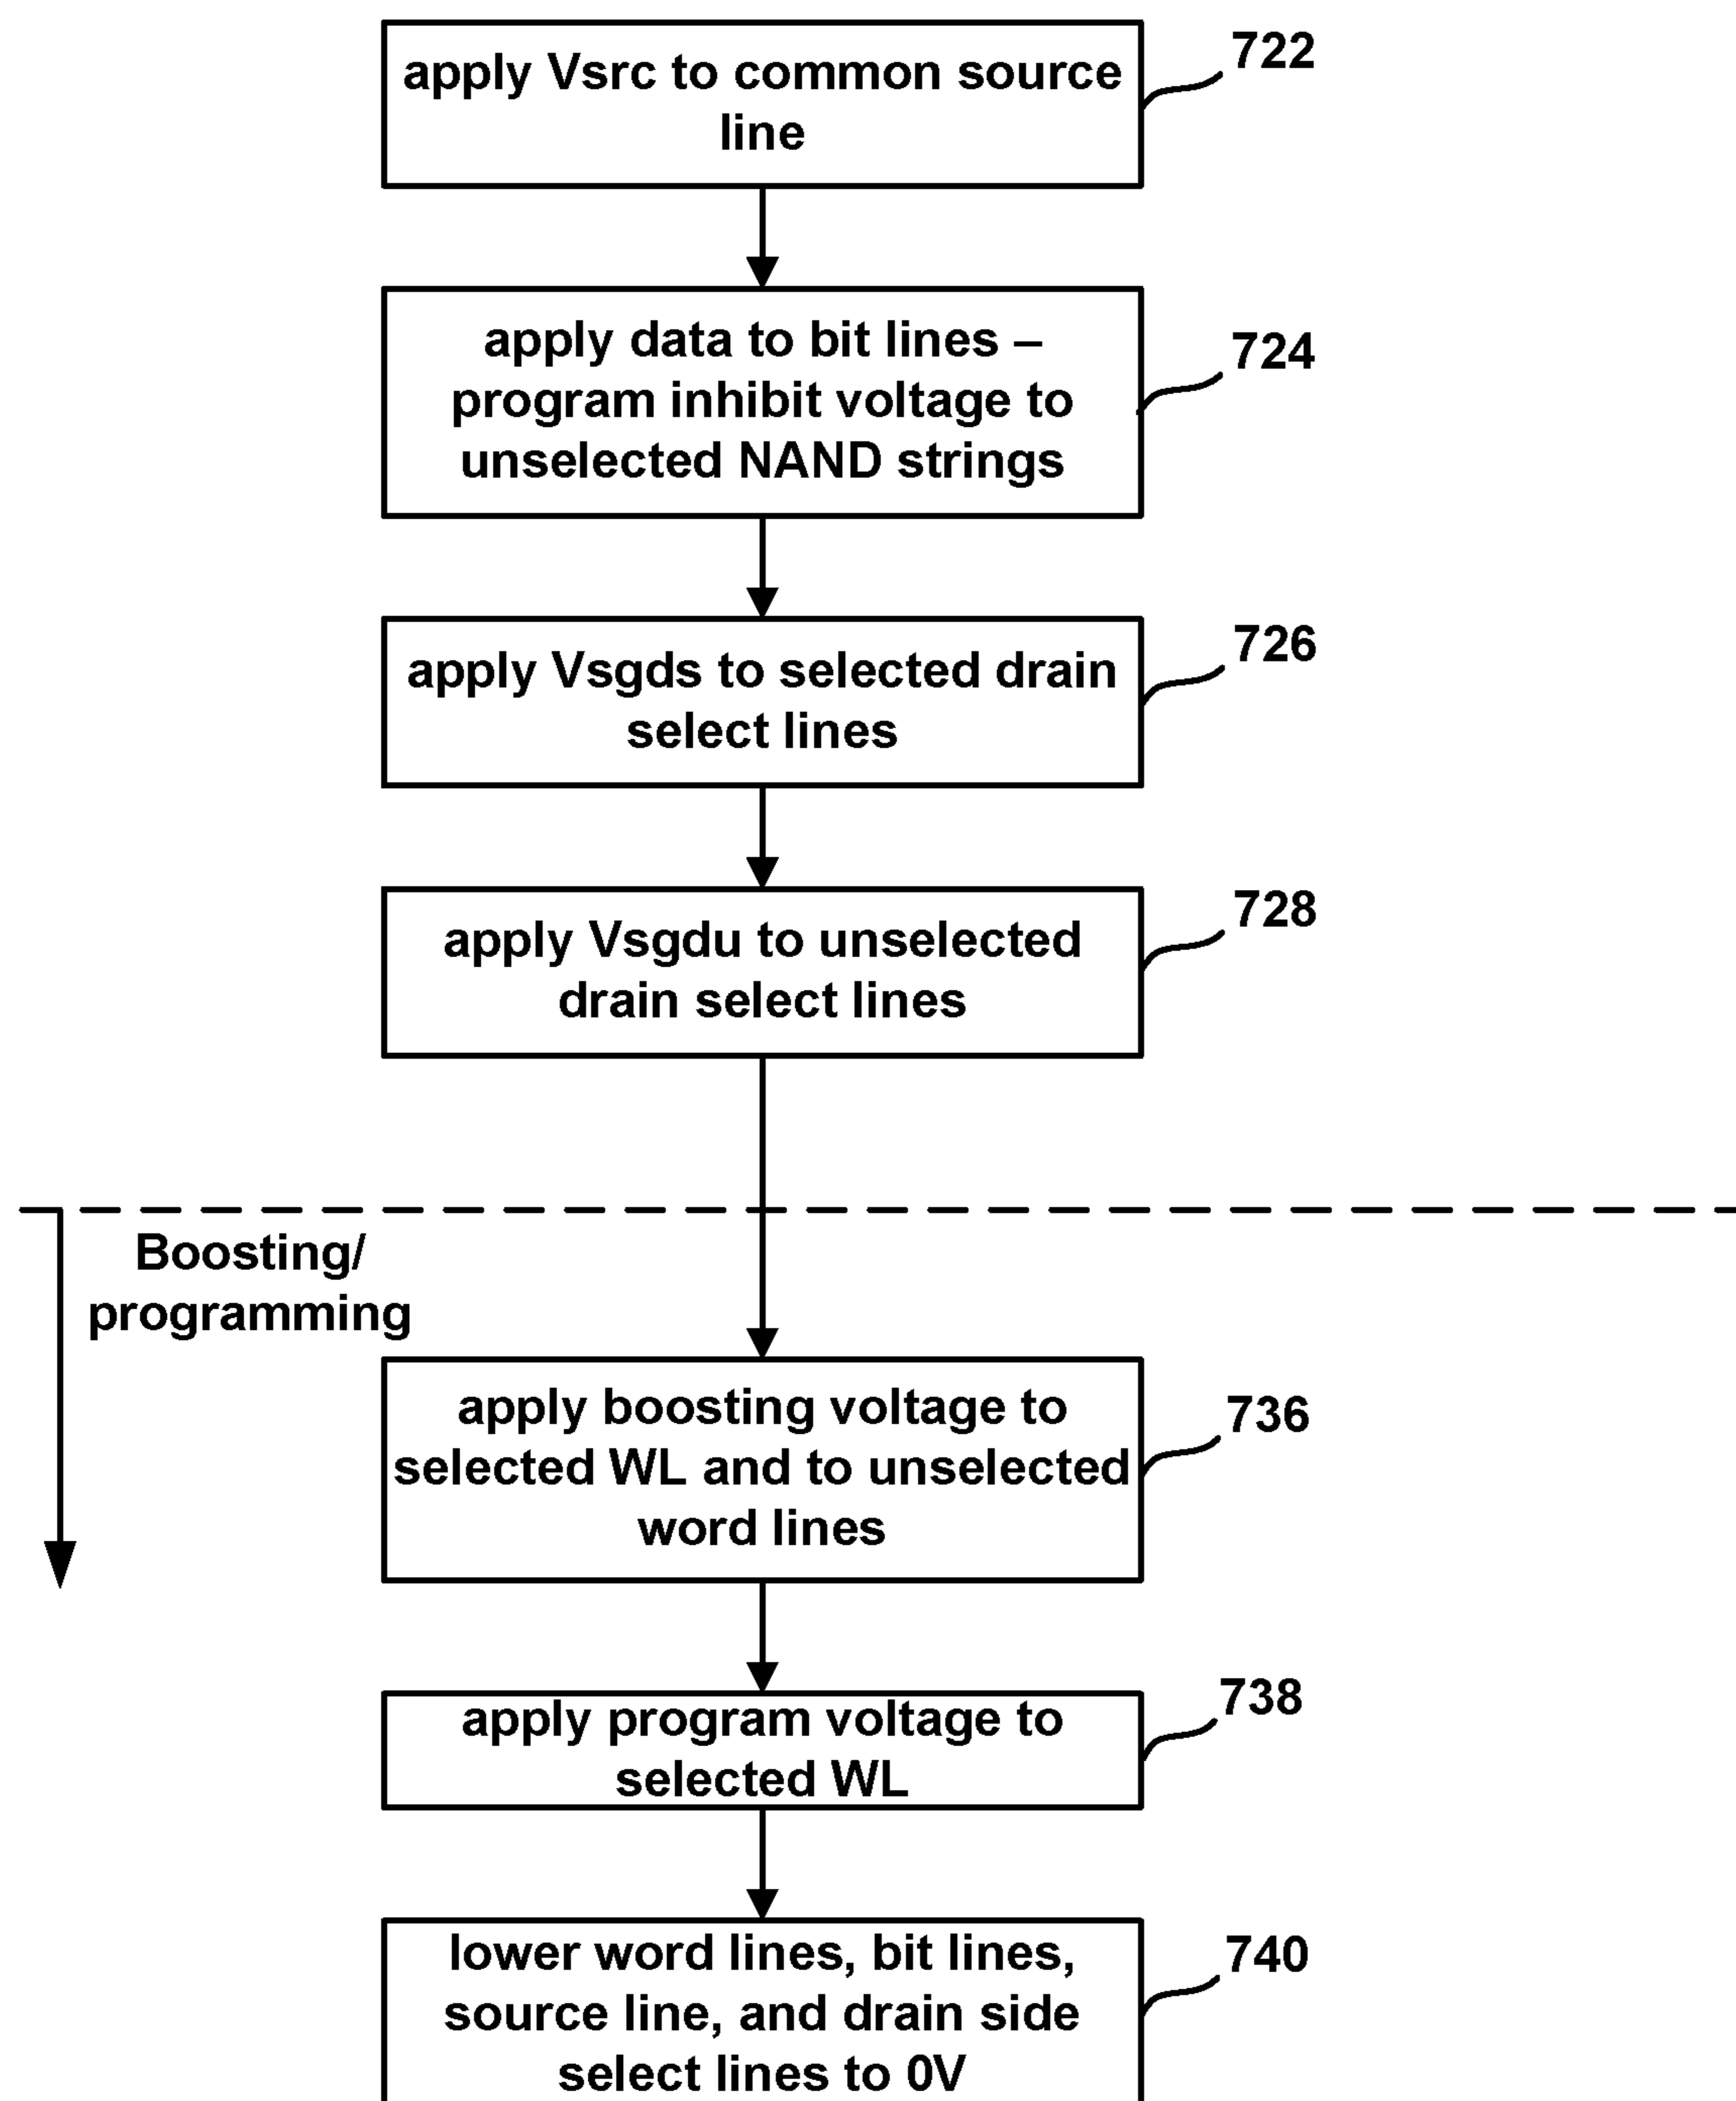 apply Vsrc to common source
line
722
apply data to bit lines –
program inhibit voltage to
unselected NAND strings
724
apply Vsgds to selected drain
select lines
726
apply Vsgdu to unselected
drain select lines
728
Boosting/
programming
apply boosting voltage to
selected WL and to unselected
word lines
736
apply program voltage to
selected WL
738
lower word lines, bit lines,
source line, and drain side
select lines to 0V
740